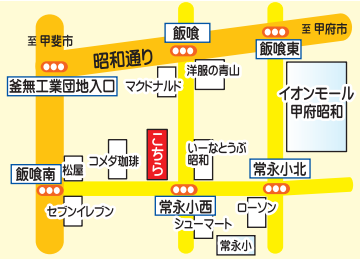 至 甲斐市
飯喰
至 甲府市
昭和通り
飯喰東
釜無工業団地入口
マクドナルド
洋服の青山
イオンモール
甲府昭和
こちら
コメダ珈琲
松屋
いーなとうぶ
昭和
飯喰南
常永小北
セブンイレブン
常永小西
ローソン
シューマート
常永小